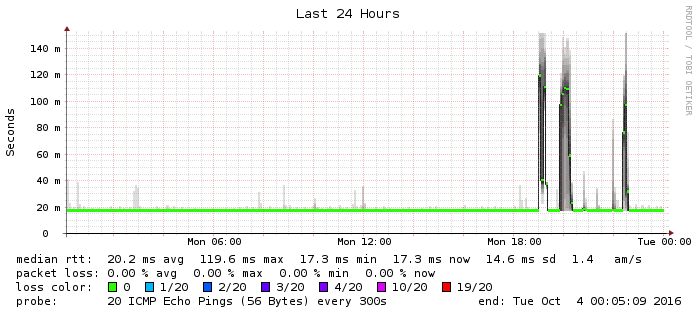 Last 24 Hours
RRDTOOL / TOBI OETIKER
Seconds
140 m
120 m
100 m
80 m
60 m
40 m
20 m
0
Mon 06:00 Mon 12:00 Mon 18:00 Tue 00:00
median rtt: 20.2 ms avg 119.6 ms max 17.3 ms min 17.3 ms now 14.6 ms sd 1.4 am/s
packet loss: 0.00 % avg 0.00 % max 0.00 % min 0.00 % now
loss color: 0 1/20 2/20 3/20 4/20 10/20 19/20
probe: 20 ICMP Echo Pings (56 Bytes) every 300s end: Tue Oct 4 00:05:09 2016